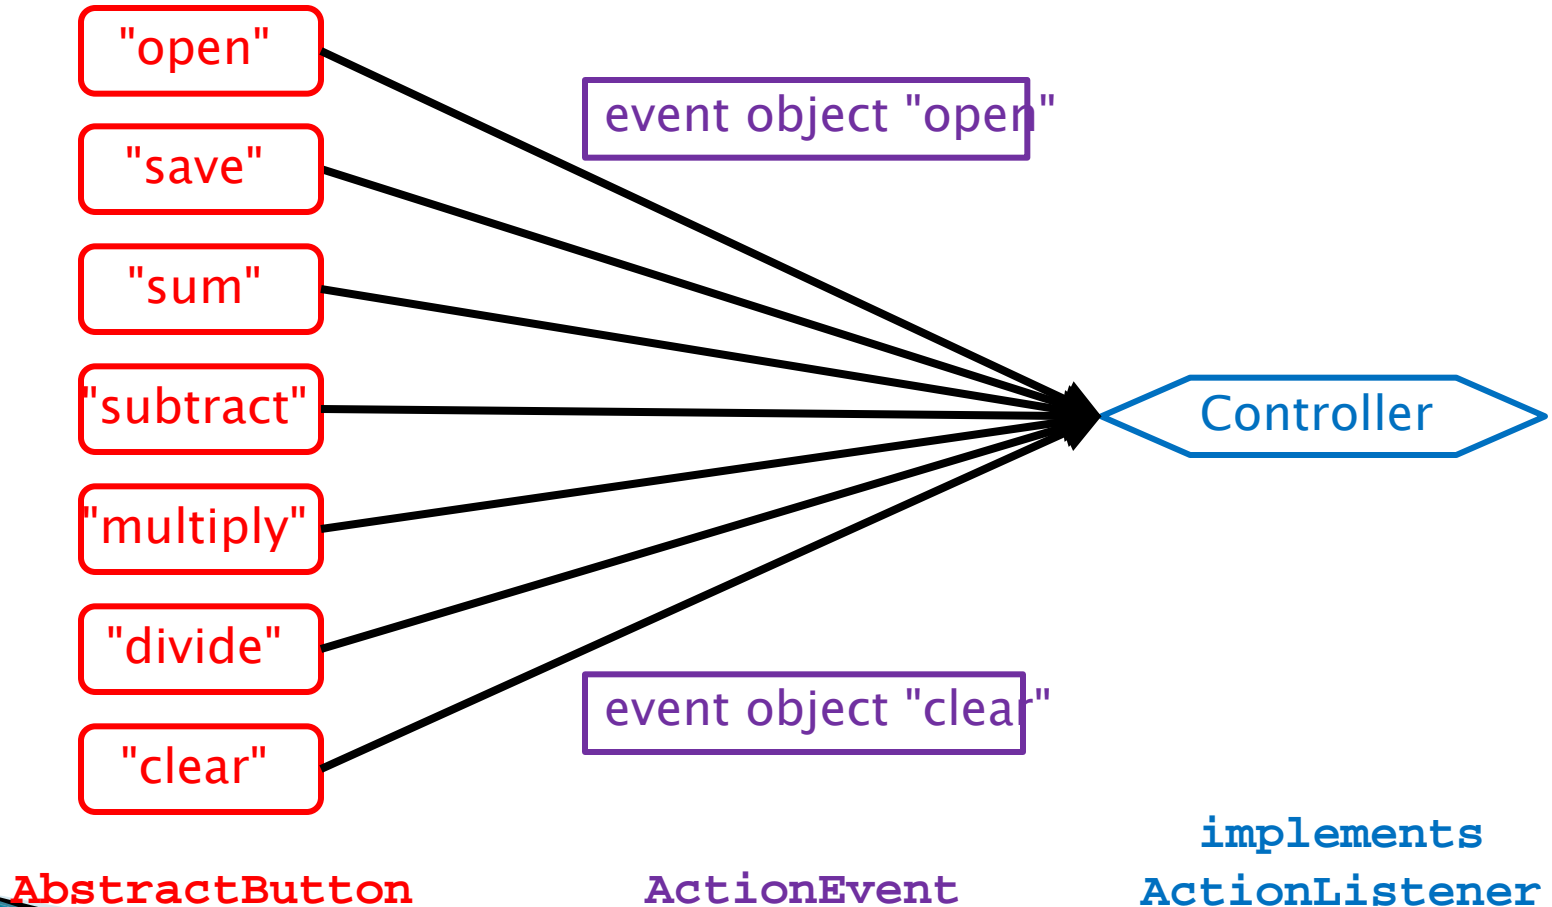 "open"
event object "open"
"save"
"sum"
"subtract"
Controller
"multiply"
"divide"
event object "clear"
"clear"
implements
AbstractButton
ActionEvent
ActionListener